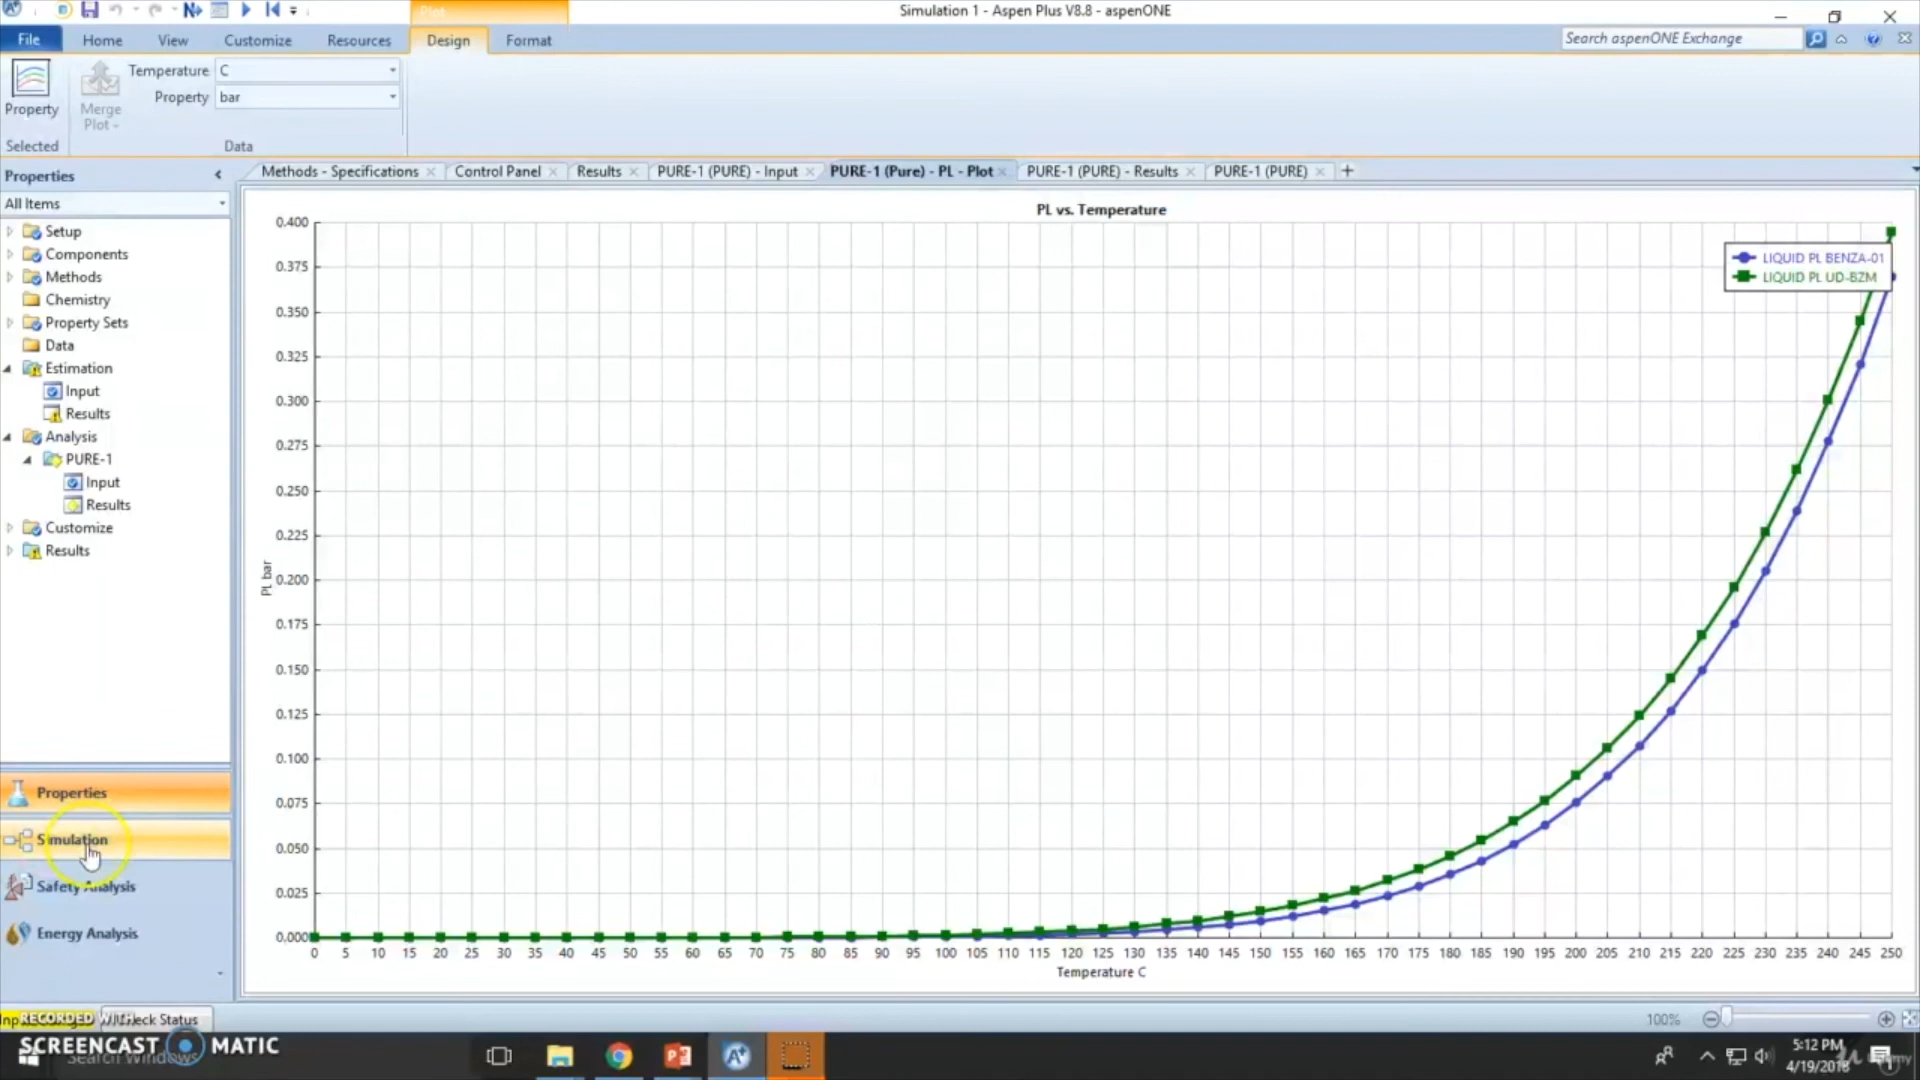 Plot
Simulation 1 - Aspen Plus V8.8 - aspenONE
File Home View Customize Resources Design Format
Search aspenONE Exchange
Property
Selected
Merge
Plot
Temperature C
Property bar
Data
Properties
All Items
Setup
Components
Methods
Chemistry
Property Sets
Data
Estimation
Input
Results
Analysis
PURE-1
Input
Results
Customize
Results
Properties
Simulation
Safety Analysis
Energy Analysis
Methods - Specifications Control Panel Results PURE-1 (PURE) - Input PURE-1 (Pure) - PL - Plot PURE-1 (PURE) - Results PURE-1 (PURE)
PL vs. Temperature
LIQUID PL BENZA-01
LIQUID PL UD-BZM
0.400
0.375
0.350
0.325
0.300
0.275
0.250
0.225
0.200
0.175
0.150
0.125
0.100
0.075
0.050
0.025
0.000
PL bar
0 5 10 15 20 25 30 35 40 45 50 55 60 65 70 75 80 85 90 95 100 105 110 115 120 125 130 135 140 145 150 155 160 165 170 175 180 185 190 195 200 205 210 215 220 225 230 235 240 245 250
Temperature C
RECORDED WITH
Check Status
100%
SCREENCAST MATIC
Search Windows
5:12 PM
4/19/2018